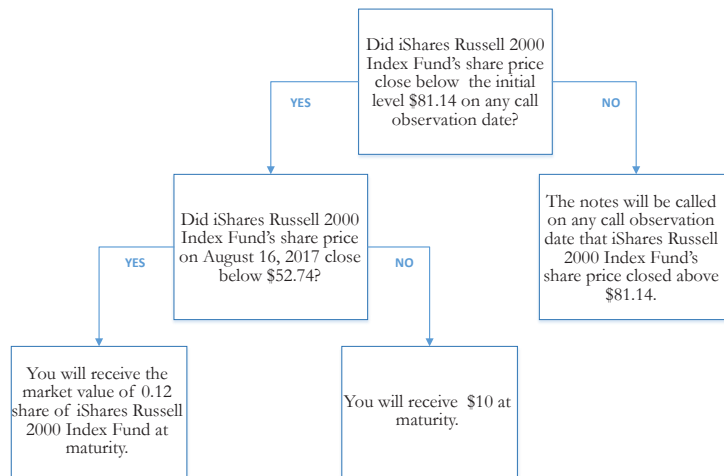 Did iShares Russell 2000
Index Fund's share price
close below the initial
level $81.14 on any call
observation date?
YES
NO
Did iShares Russell 2000
Index Fund's share price
on August 16, 2017 close
below $52.74?
The notes will be called
on any call observation
date that iShares Russell
2000 Index Fund's
share price closed above
$81.14.
YES
NO
You will receive the
market value of 0.12
share of iShares Russell
2000 Index Fund at
maturity.
You will receive $10 at
maturity.